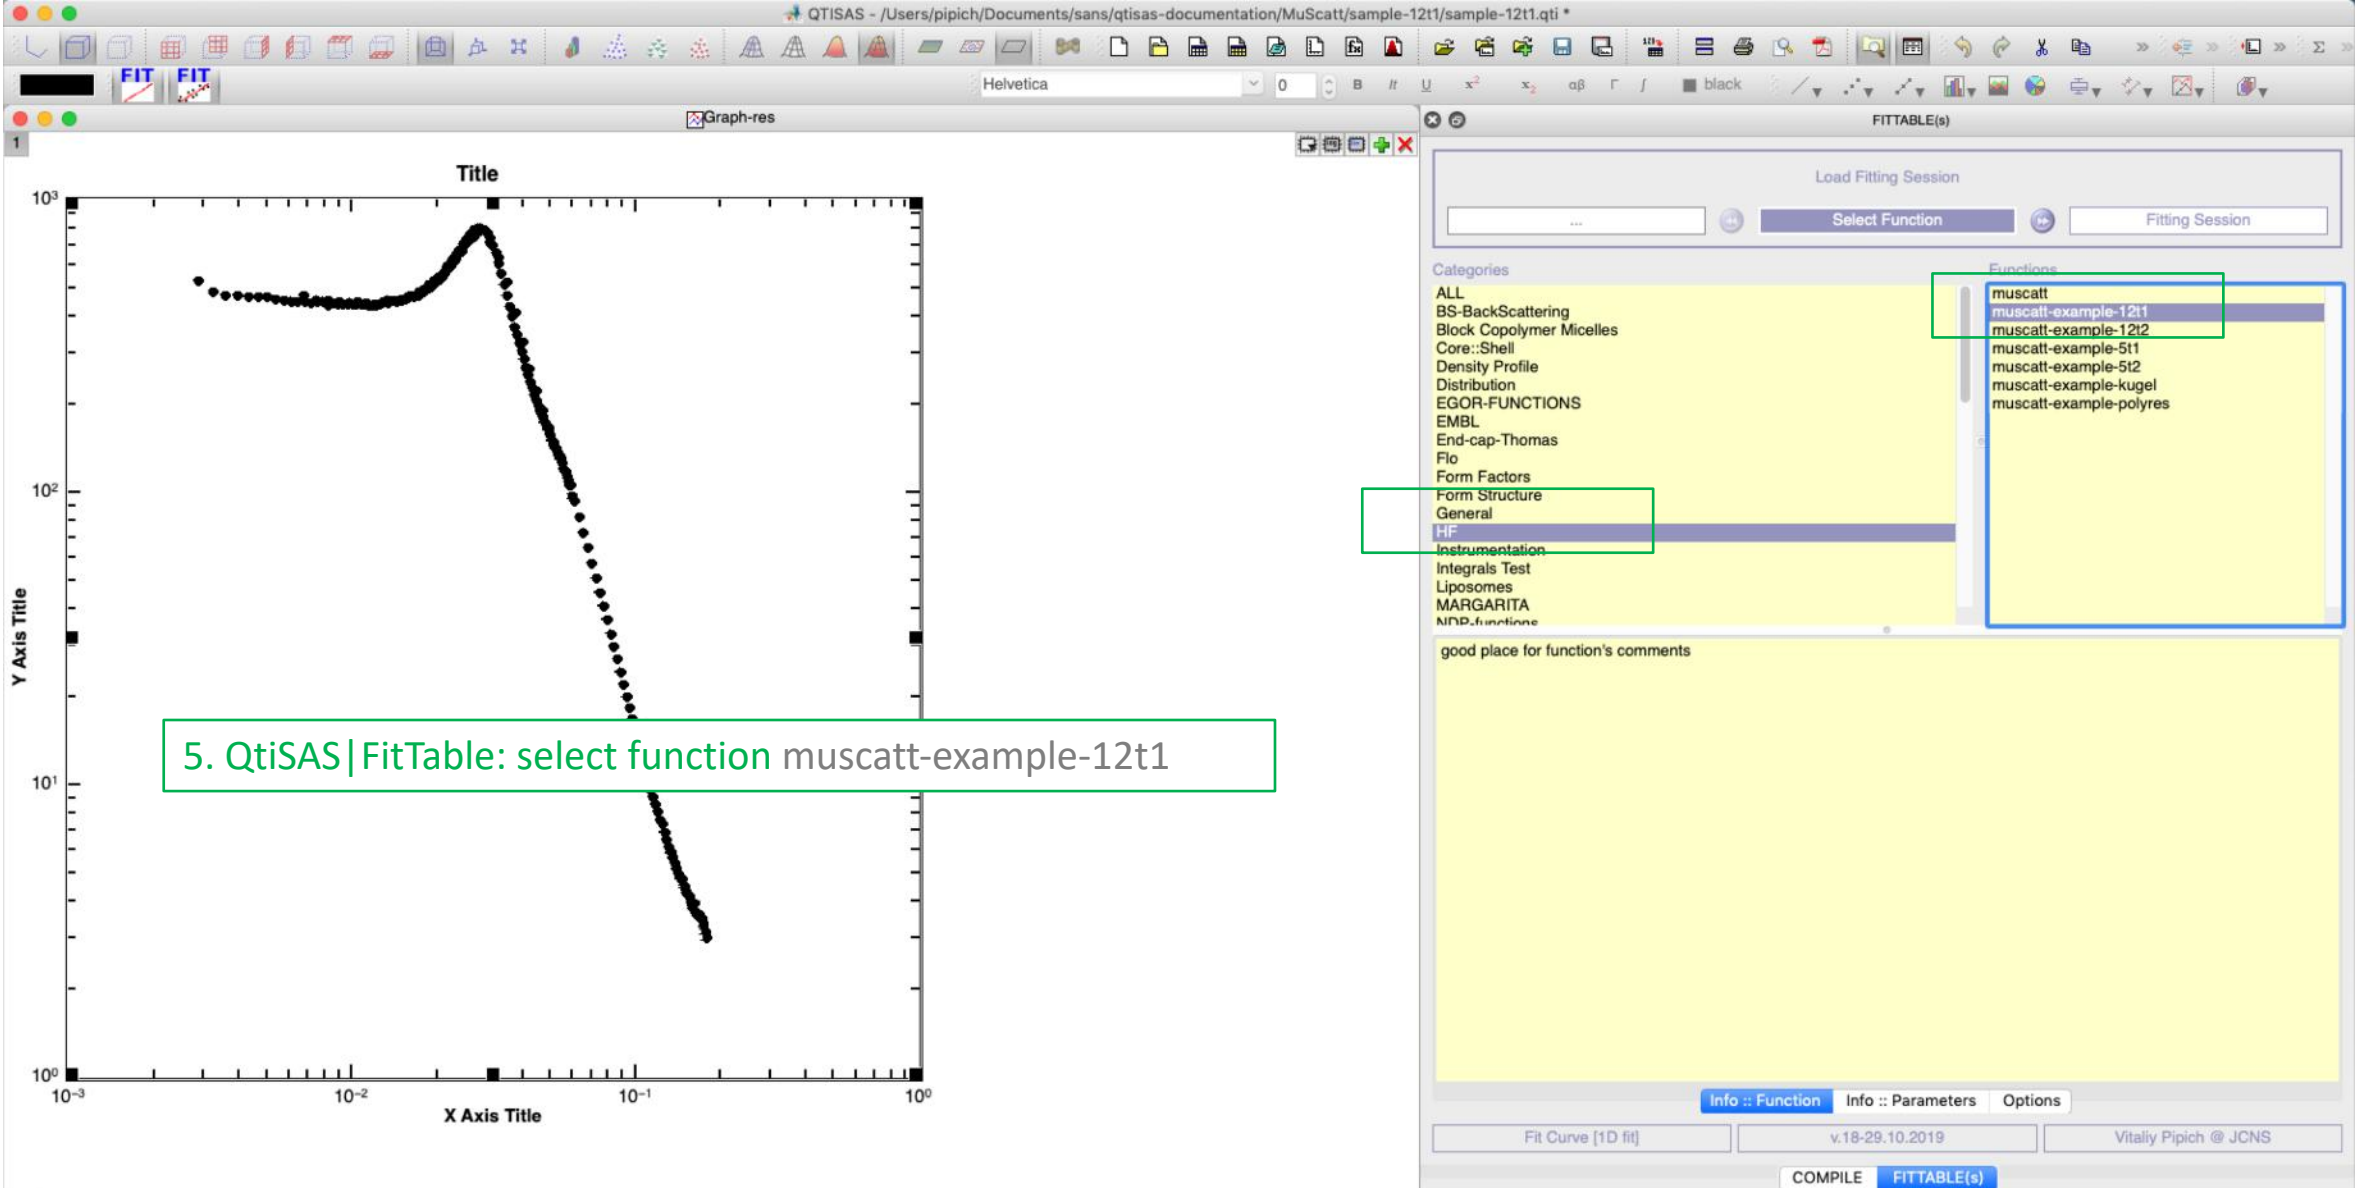 QTISAS - /Users/pipich/Documents/sans/qtisas-documentation/MuScatt/sample-12t1/sample-12t1.qti *
FIT FIT
Helvetica 0 B It U x² x₂ αβ Γ ∫ black
Graph-res
1
Title
10³
10²
10¹
10⁰
Y Axis Title
10⁻³ 10⁻² 10⁻¹ 10⁰
X Axis Title
5. QtiSAS|FitTable: select function muscatt-example-12t1
FITTABLE(s)
Load Fitting Session
... Select Function Fitting Session
Categories
ALL
BS-BackScattering
Block Copolymer Micelles
Core::Shell
Density Profile
Distribution
EGOR-FUNCTIONS
EMBL
End-cap-Thomas
Flo
Form Factors
Form Structure
General
HF
Instrumentation
Integrals Test
Liposomes
MARGARITA
NDP-functions
Functions
muscatt
muscatt-example-12t1
muscatt-example-12t2
muscatt-example-5t1
muscatt-example-5t2
muscatt-example-kugel
muscatt-example-polyres
good place for function's comments
Info :: Function Info :: Parameters Options
Fit Curve [1D fit] v.18-29.10.2019 Vitaliy Pipich @ JCNS
COMPILE FITTABLE(s)